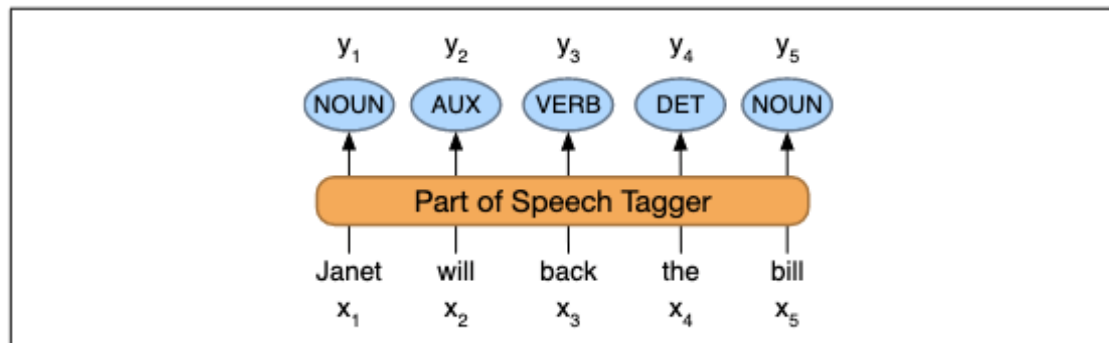 y₁ y₂ y₃ y₄ y₅
NOUN AUX VERB DET NOUN
Part of Speech Tagger
Janet will back the bill
x₁ x₂ x₃ x₄ x₅